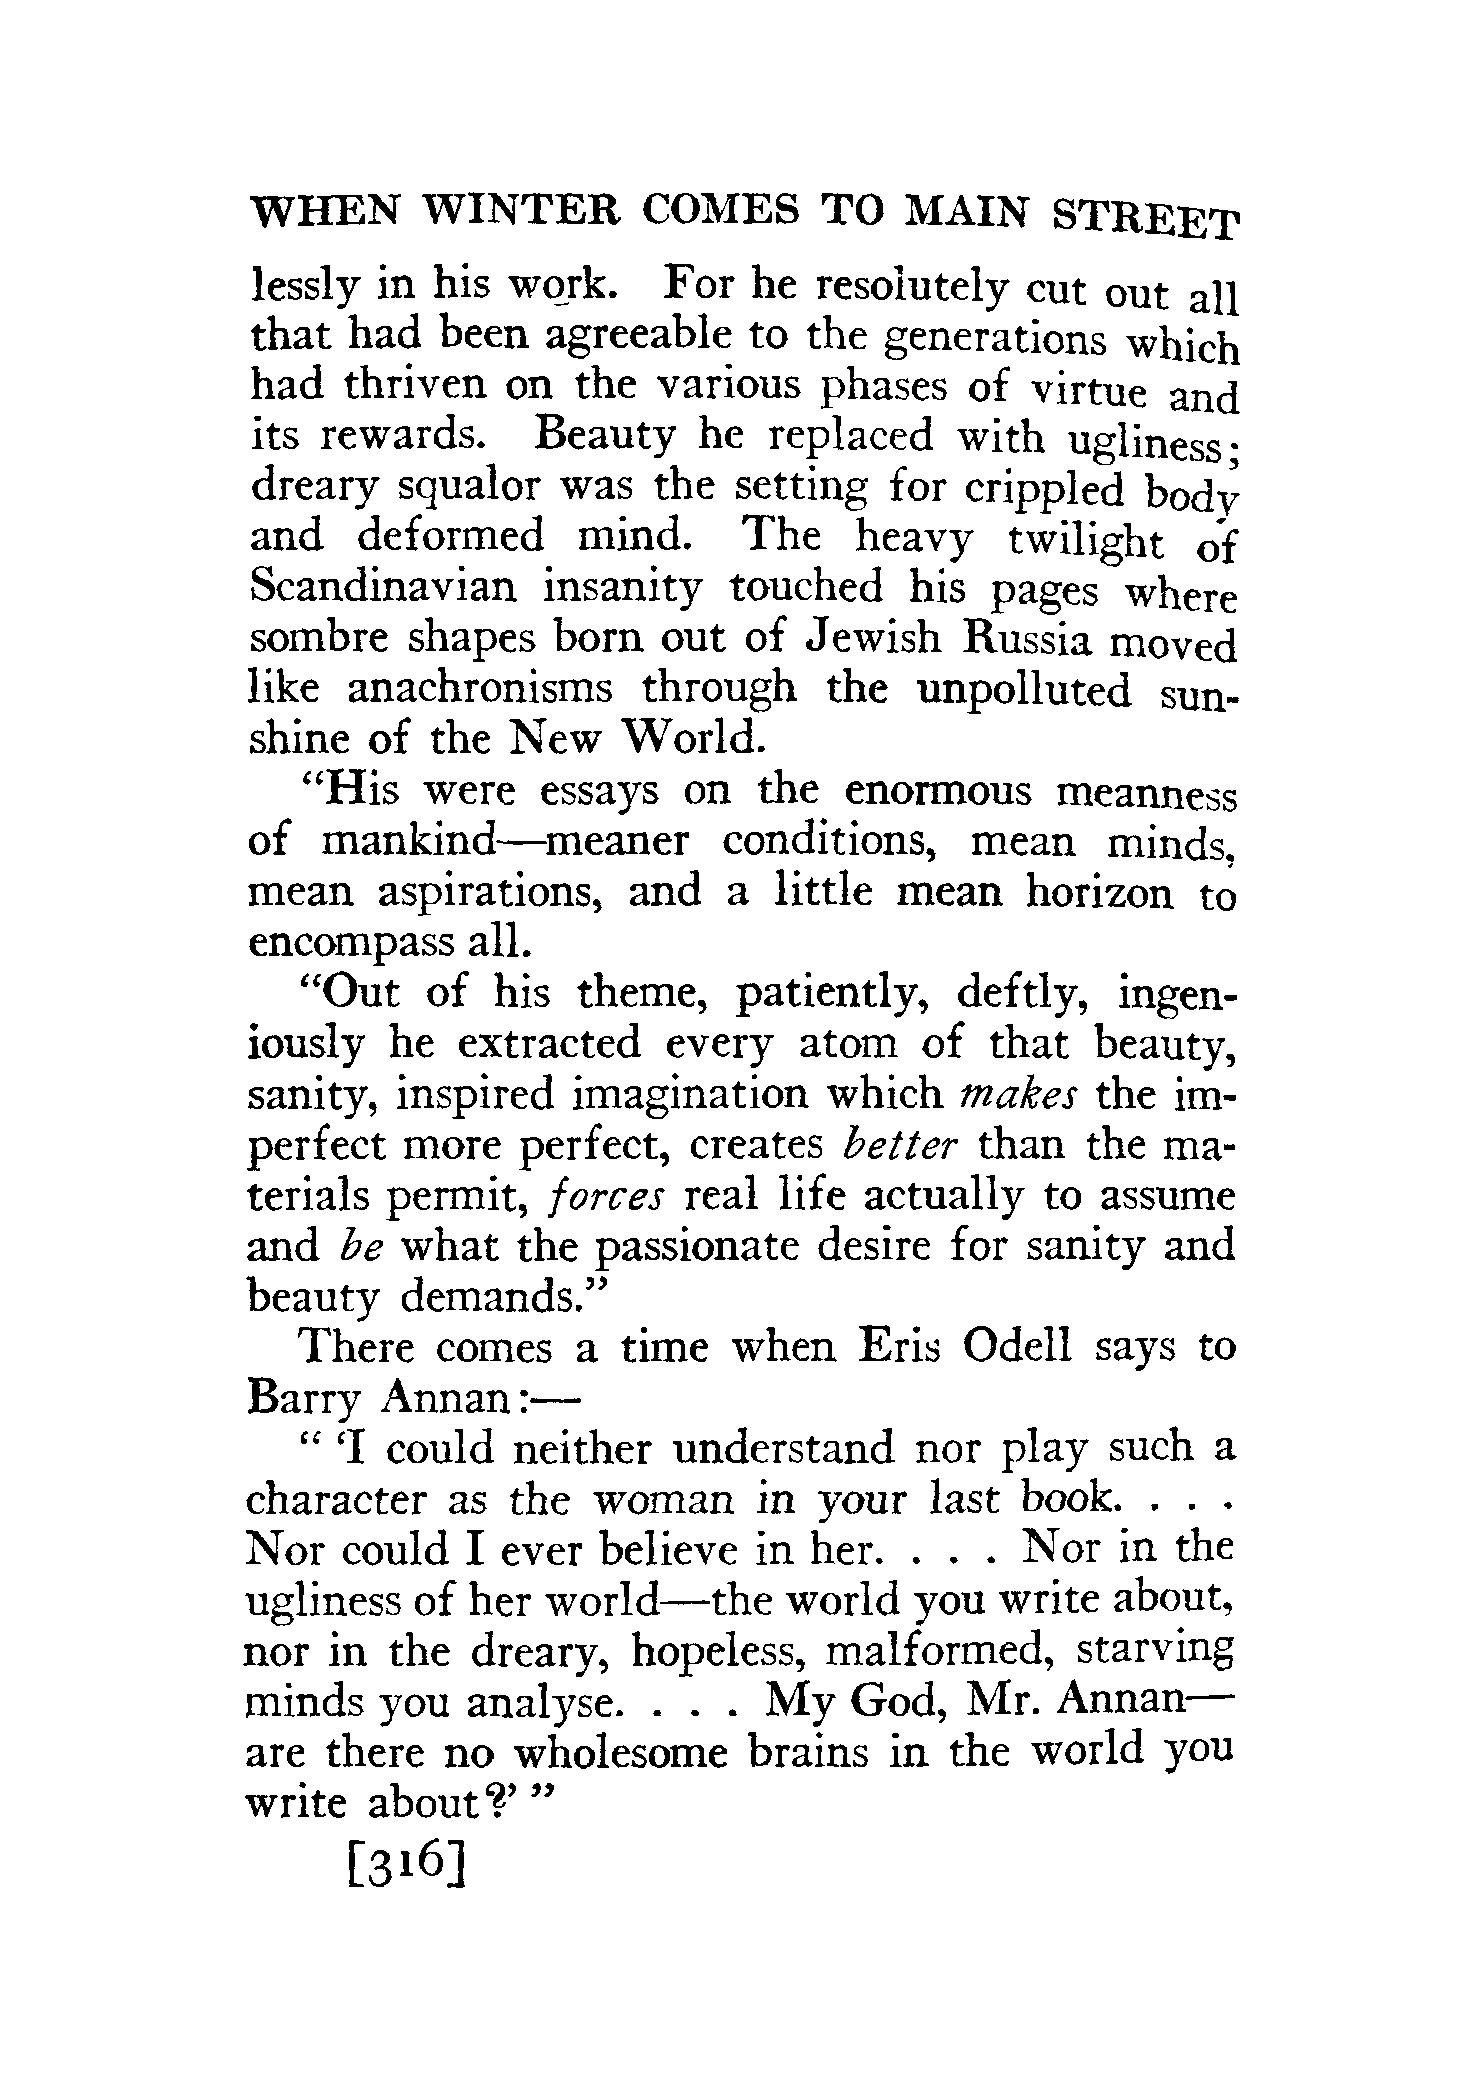 WHEN WINTER COMES TO MAIN STREET
lessly in his work. For he resolutely cut out all
that had been agreeable to the generations which
had thriven on the various phases of virtue and
its rewards. Beauty he replaced with ugliness;
dreary squalor was the setting for crippled body
and deformed mind. The heavy twilight of
Scandinavian insanity touched his pages where
sombre shapes born out of Jewish Russia moved
like anachronisms through the unpolluted sun-
shine of the New World.
"His were essays on the enormous meanness
of mankind—meaner conditions, mean minds,
mean aspirations, and a little mean horizon to
encompass all.
"Out of his theme, patiently, deftly, ingen-
iously he extracted every atom of that beauty,
sanity, inspired imagination which makes the im-
perfect more perfect, creates better than the ma-
terials permit, forces real life actually to assume
and be what the passionate desire for sanity and
beauty demands."
There comes a time when Eris Odell says to
Barry Annan:—
" 'I could neither understand nor play such a
character as the woman in your last book. . . .
Nor could I ever believe in her. . . . Nor in the
ugliness of her world—the world you write about,
nor in the dreary, hopeless, malformed, starving
minds you analyse. . . . My God, Mr. Annan—
are there no wholesome brains in the world you
write about?' "
[316]